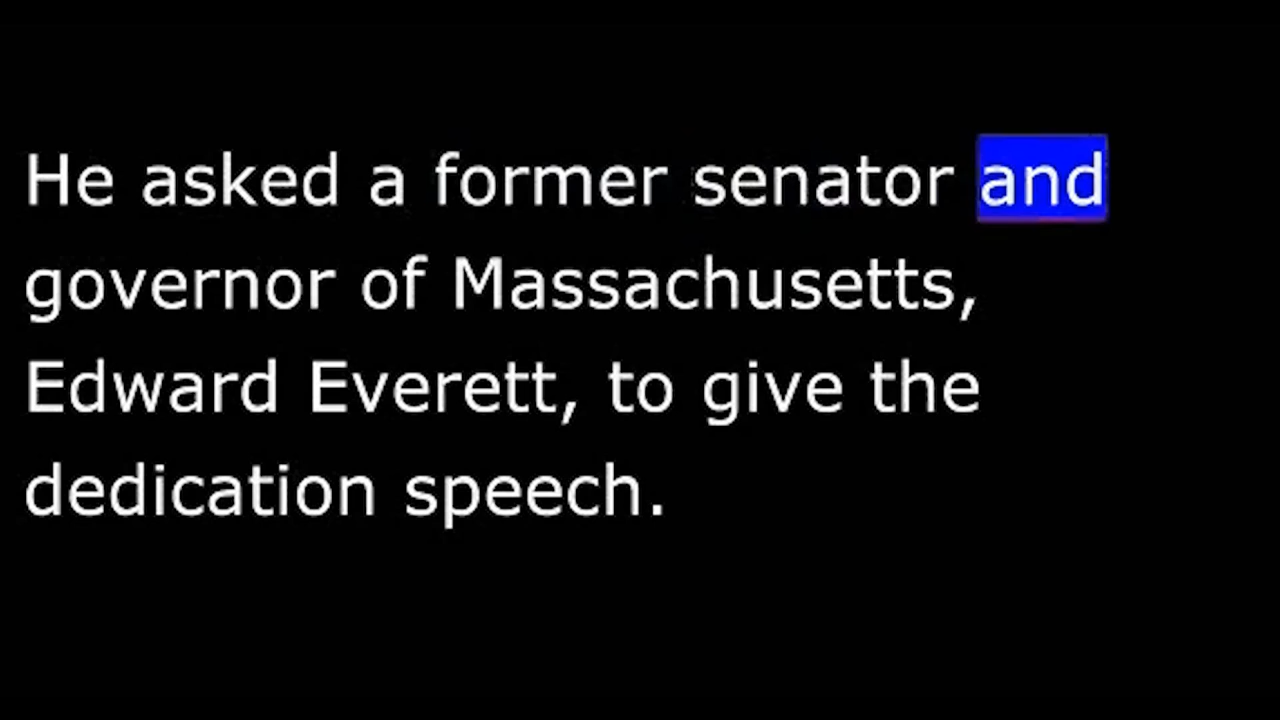 He asked a former senator and
governor of Massachusetts,
Edward Everett, to give the
dedication speech.